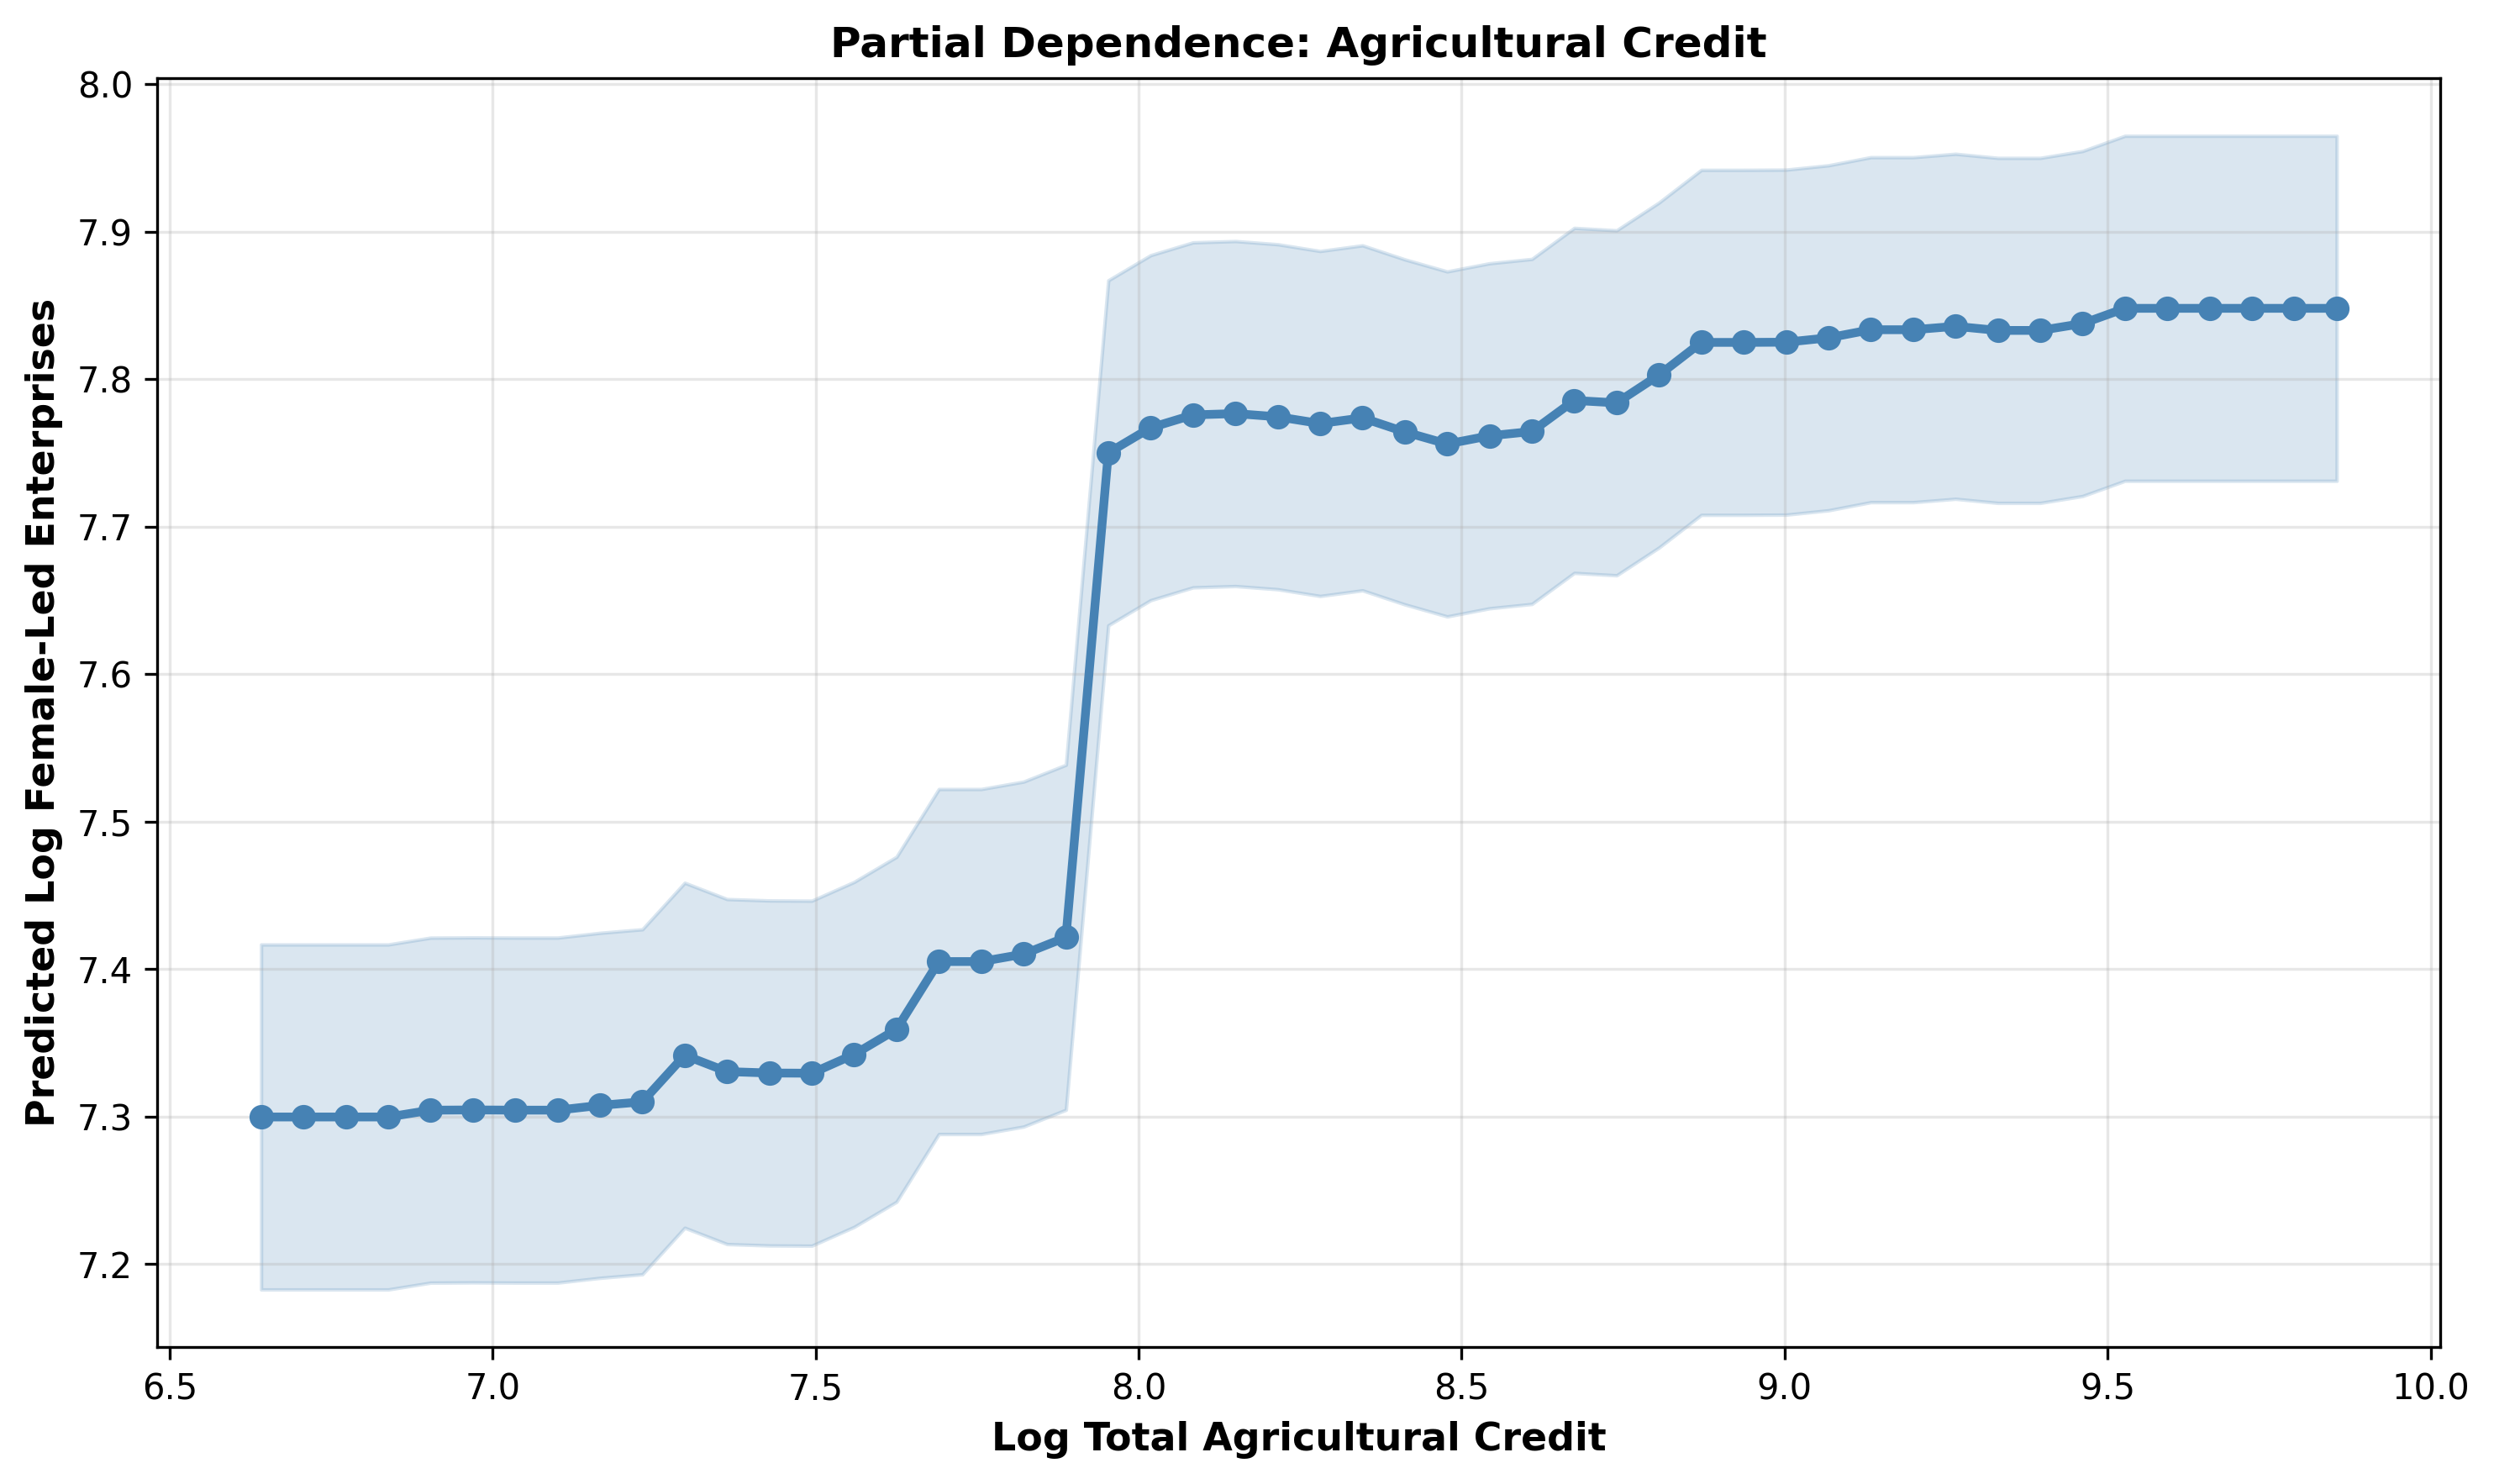 Partial Dependence: Agricultural Credit
8.0
7.9
7.8
7.7
7.6
7.5
7.4
7.3
7.2
Predicted Log Female-Led Enterprises
6.5 7.0 7.5 8.0 8.5 9.0 9.5 10.0
Log Total Agricultural Credit